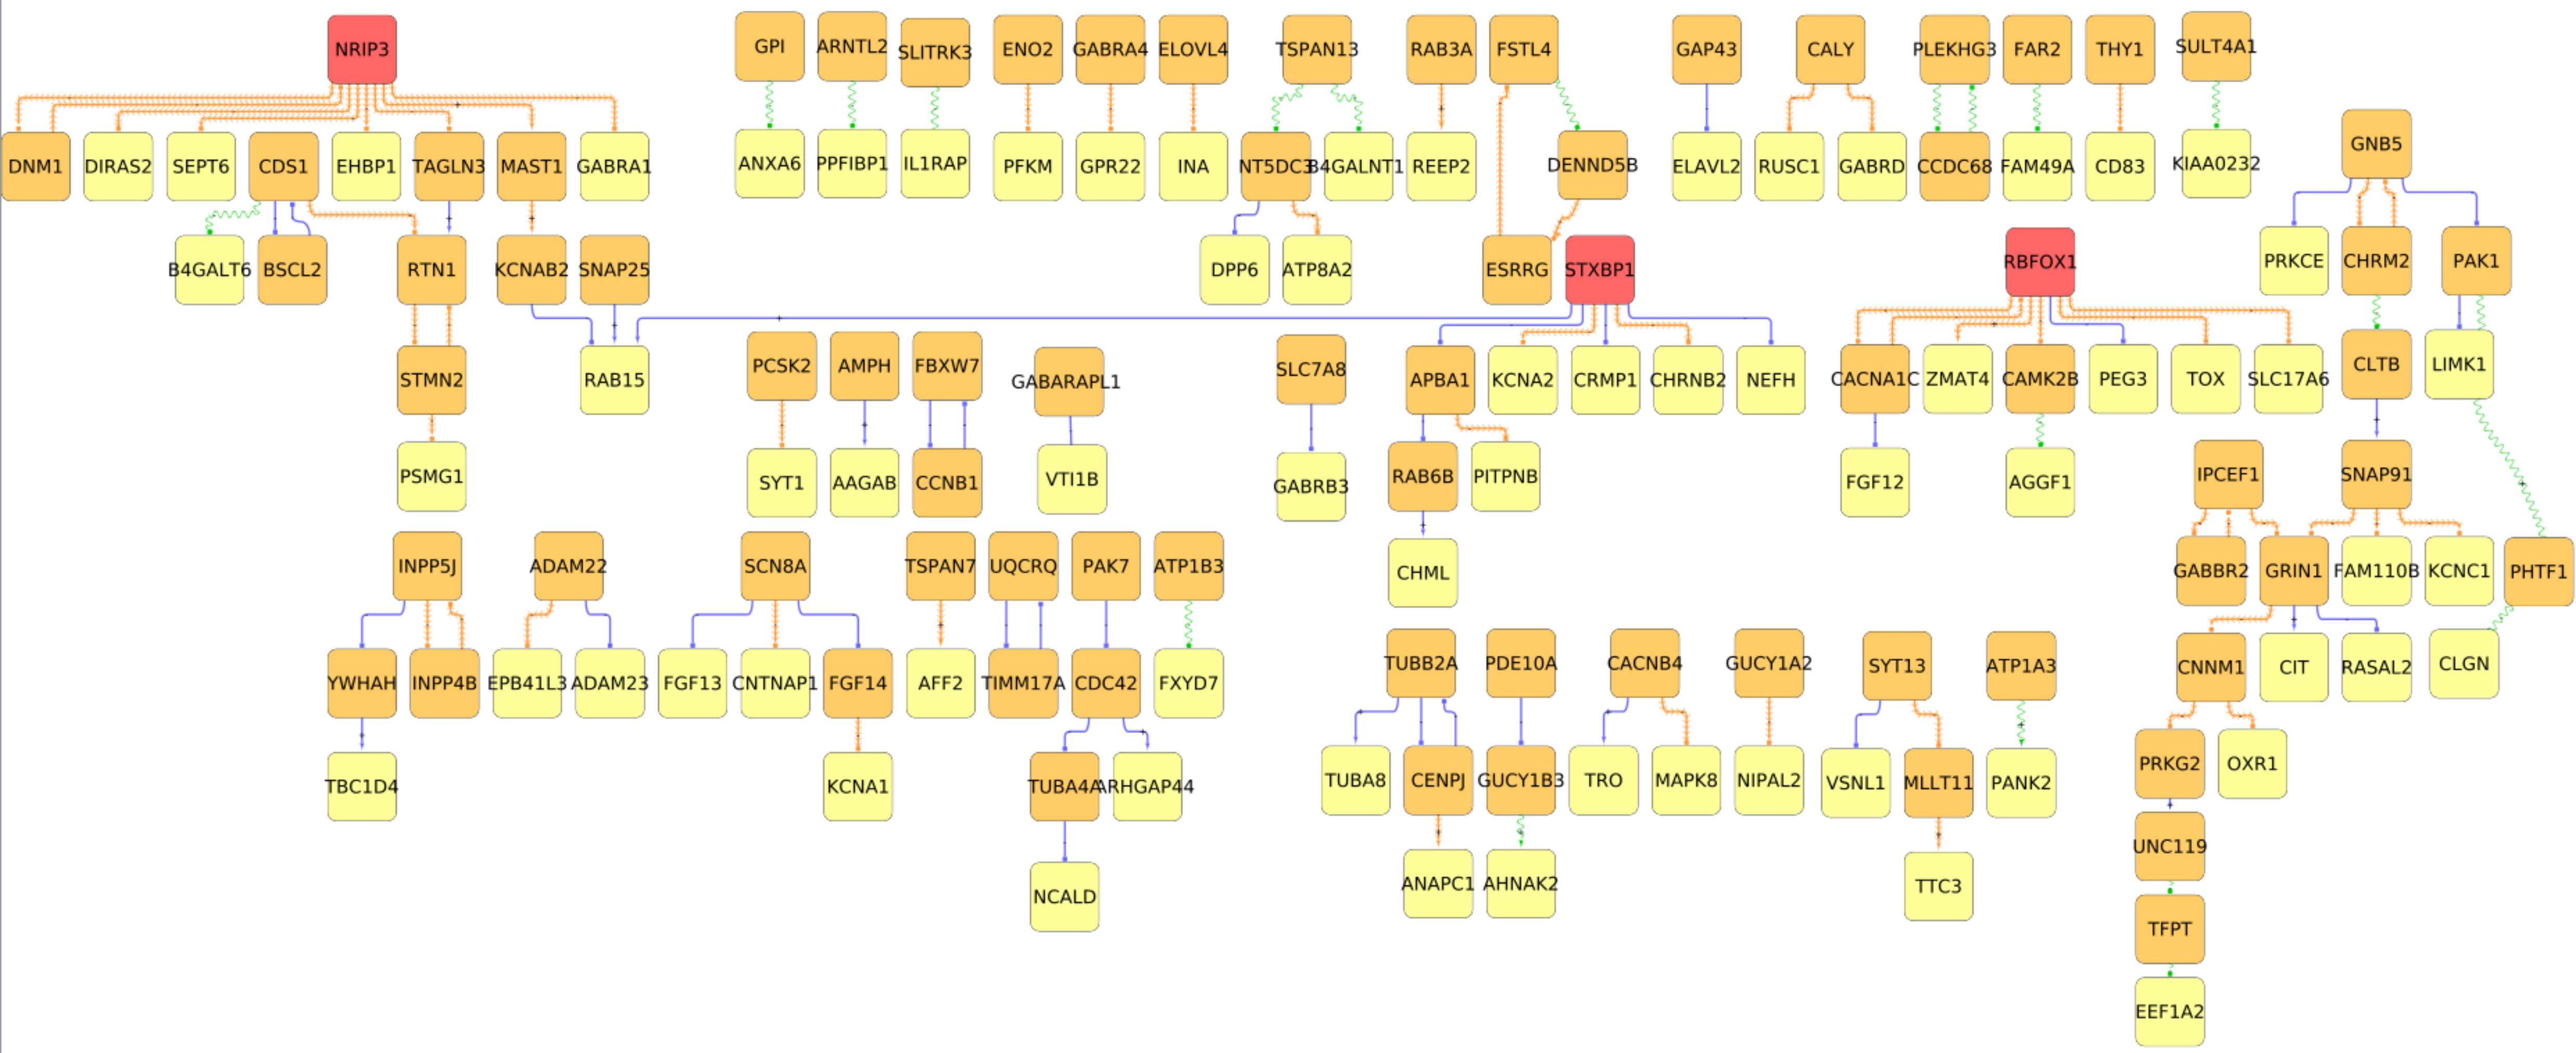 NRIP3
GPI
ARNTL2
SLITRK3
ENO2
GABRA4
ELOVL4
TSPAN13
RAB3A
FSTL4
GAP43
CALY
PLEKHG3
FAR2
THY1
SULT4A1
GNB5
DNM1
DIRAS2
SEPT6
CDS1
EHBP1
TAGLN3
MAST1
GABRA1
ANXA6
PPFIBP1
IL1RAP
PFKM
GPR22
INA
NT5DC3
B4GALNT1
REEP2
DENND5B
ELAVL2
RUSC1
GABRD
CCDC68
FAM49A
CD83
KIAA0232
B4GALT6
BSCL2
RTN1
KCNAB2
SNAP25
DPP6
ATP8A2
ESRRG
STXBP1
RBFOX1
PRKCE
CHRM2
PAK1
STMN2
RAB15
PCSK2
AMPH
FBXW7
GABARAPL1
SLC7A8
APBA1
KCNA2
CRMP1
CHRNB2
NEFH
CACNA1C
ZMAT4
CAMK2B
PEG3
TOX
SLC17A6
CLTB
LIMK1
PSMG1
SYT1
AAGAB
CCNB1
VTI1B
GABRB3
RAB6B
PITPNB
FGF12
AGGF1
IPCEF1
SNAP91
INPP5J
ADAM22
SCN8A
TSPAN7
UQCRQ
PAK7
ATP1B3
CHML
GABBR2
GRIN1
FAM110B
KCNC1
PHTF1
YWHAH
INPP4B
EPB41L3
ADAM23
FGF13
CNTNAP1
FGF14
AFF2
TIMM17A
CDC42
FXYD7
TUBB2A
PDE10A
CACNB4
GUCY1A2
SYT13
ATP1A3
CNNM1
CIT
RASAL2
CLGN
TBC1D4
KCNA1
TUBA4A
ARHGAP44
TUBA8
CENPJ
GUCY1B3
TRO
MAPK8
NIPAL2
VSNL1
MLLT11
PANK2
PRKG2
OXR1
NCALD
ANAPC1
AHNAK2
TTC3
UNC119
TFPT
EEF1A2